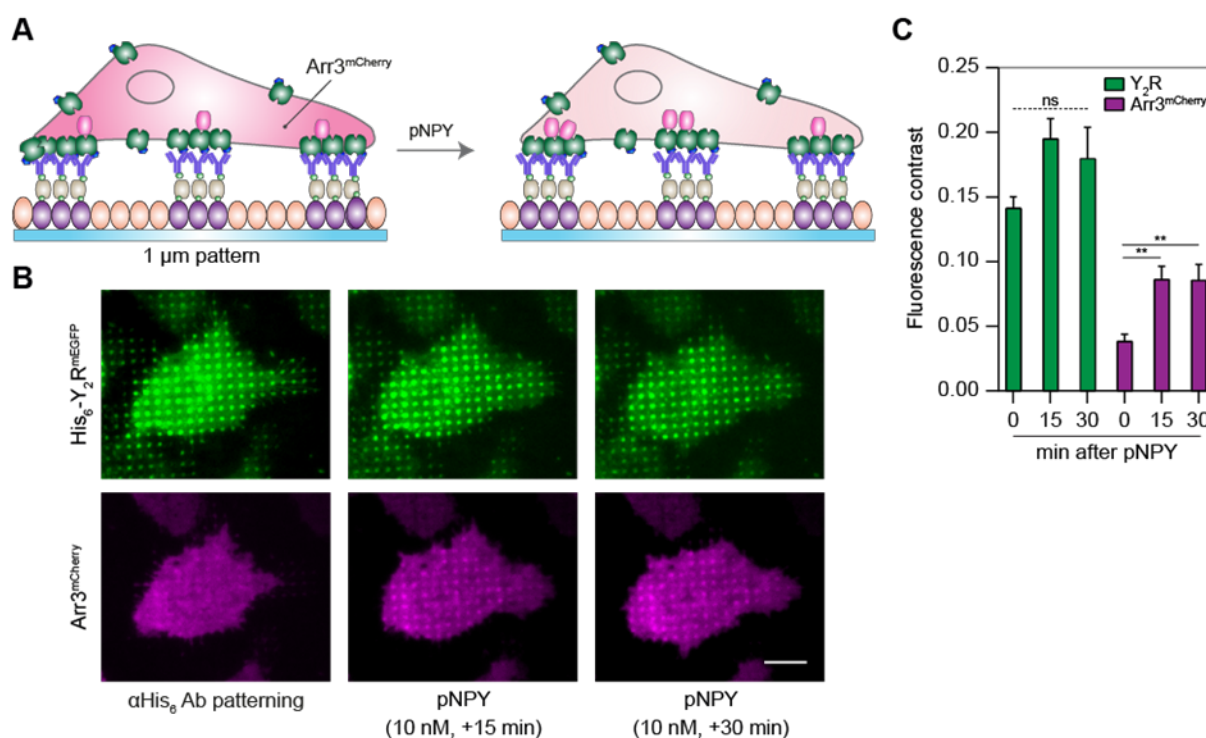 A
Arr3mCherry
pNPY
1 µm pattern
B
His6-Y2RmEGFP
Arr3mCherry
αHis6 Ab patterning
pNPY
(10 nM, +15 min)
pNPY
(10 nM, +30 min)
C
Fluorescence contrast
0.25
0.20
0.15
0.10
0.05
0.00
Y2R
Arr3mCherry
ns
**
**
0 15 30 0 15 30
min after pNPY